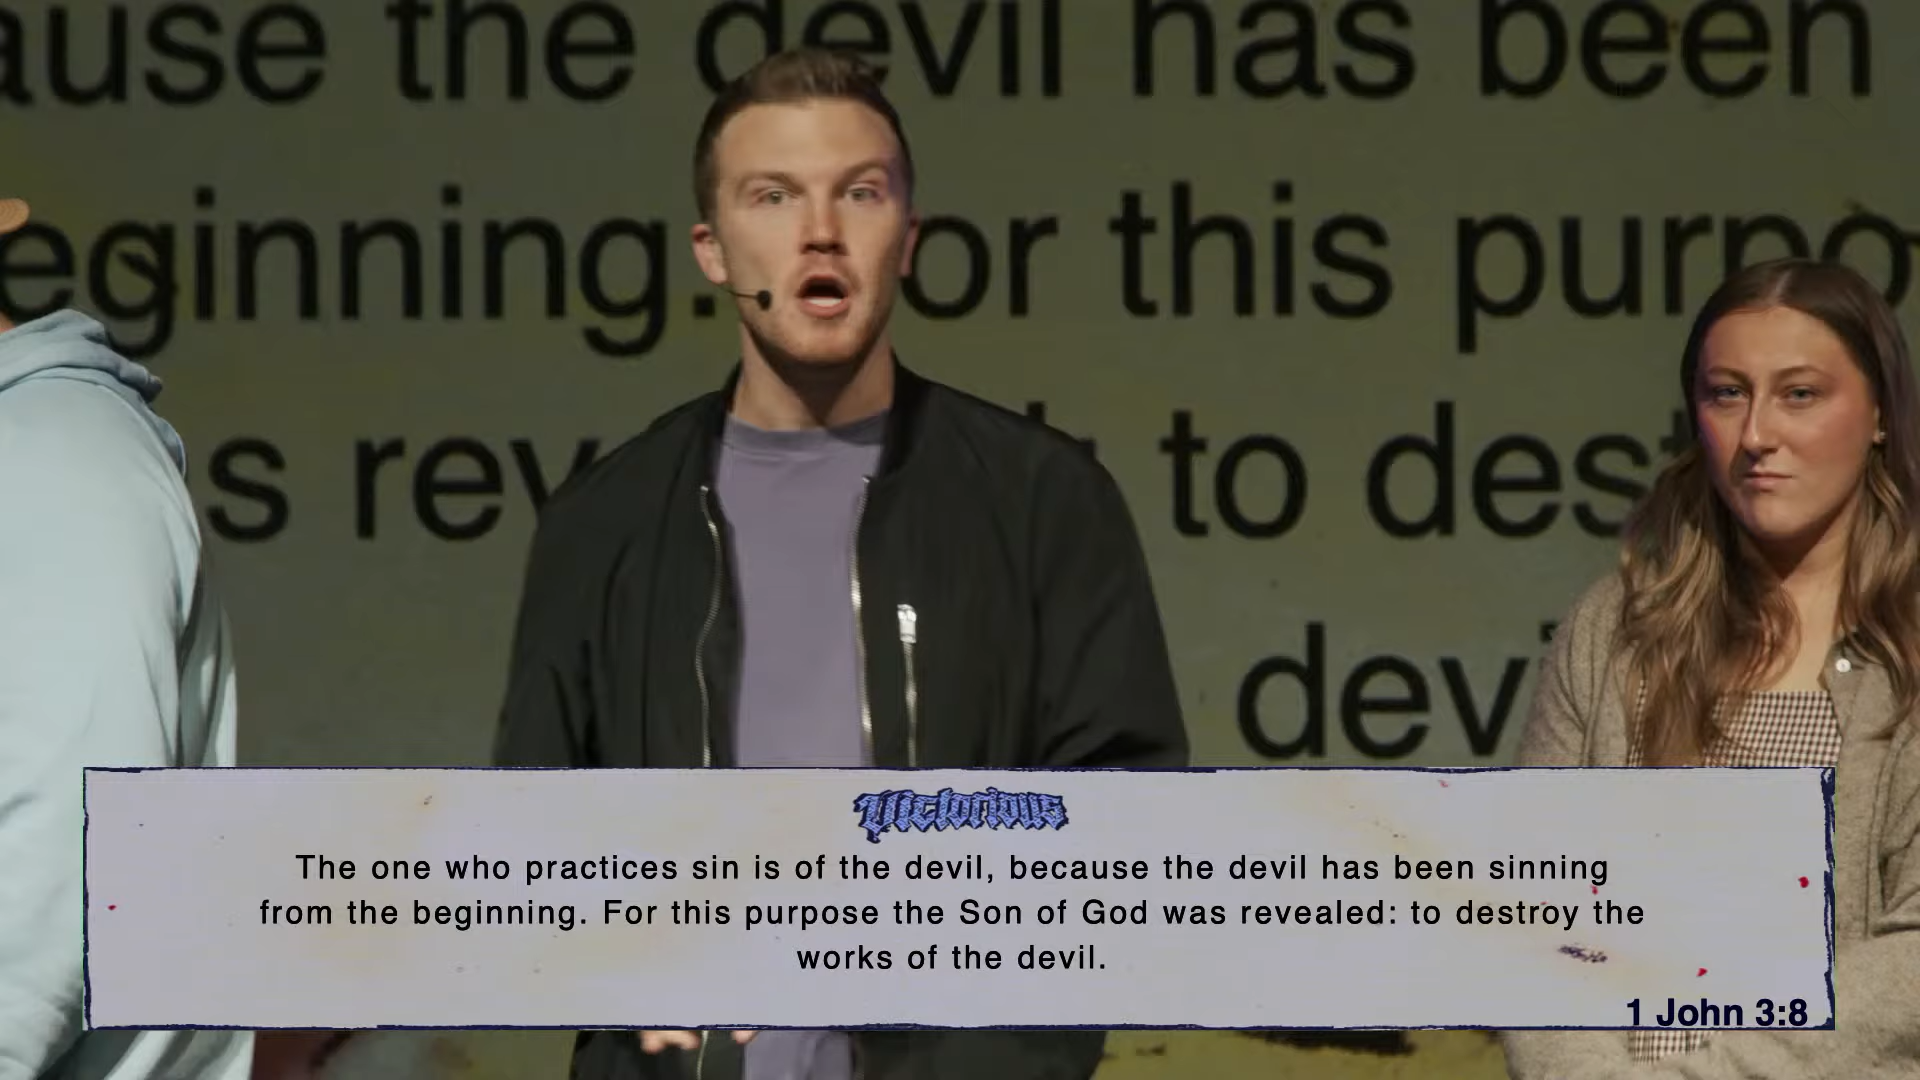 ause the devil has been
eginning. or this purpo
s rev to dest
devi
Victorious
The one who practices sin is of the devil, because the devil has been sinning
from the beginning. For this purpose the Son of God was revealed: to destroy the
works of the devil.
1 John 3:8